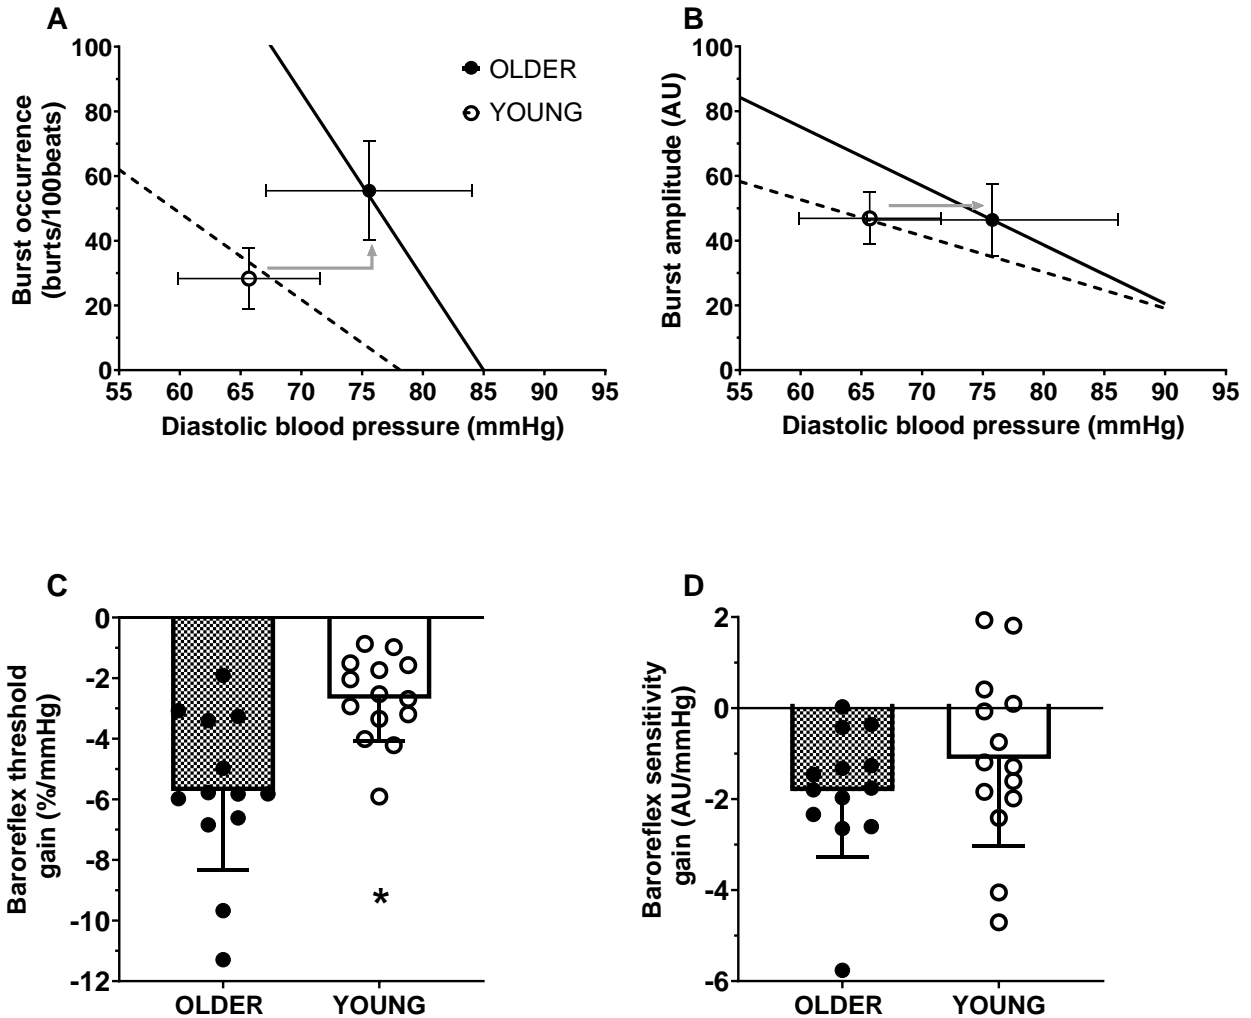 A
Burst occurrence
(burts/100beats)
100
80
60
40
20
0
55 60 65 70 75 80 85 90 95
Diastolic blood pressure (mmHg)
OLDER
YOUNG
B
Burst amplitude (AU)
100
80
60
40
20
0
55 60 65 70 75 80 85 90 95
Diastolic blood pressure (mmHg)
C
Baroreflex threshold
gain (%/mmHg)
0
-2
-4
-6
-8
-10
-12
*
OLDER YOUNG
D
Baroreflex sensitivity
gain (AU/mmHg)
2
0
-2
-4
-6
OLDER YOUNG